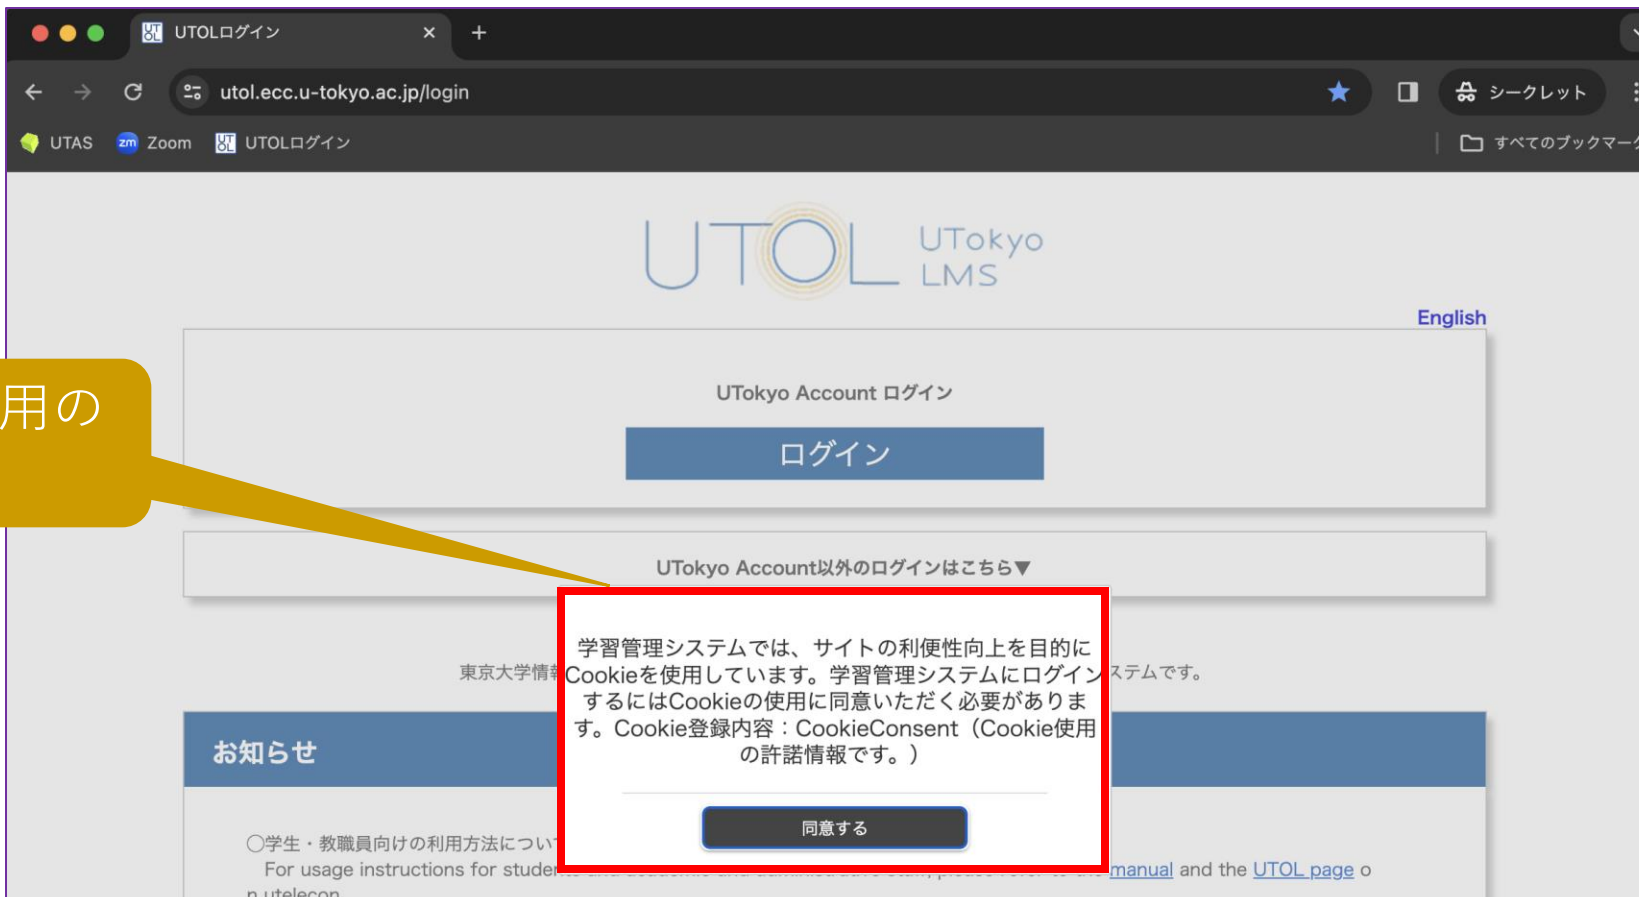 UTOLログイン
utol.ecc.u-tokyo.ac.jp/login
シークレット
UTAS
zm
Zoom
UTOLログイン
すべてのブックマーク
UTOL
UTokyo
LMS
English
UTokyo Account ログイン
ログイン
用の
UTokyo Account以外のログインはこちら▼
東京大学情
ステムです。
学習管理システムでは、サイトの利便性向上を目的に
Cookieを使用しています。学習管理システムにログイン
するにはCookieの使用に同意いただく必要がありま
す。Cookie登録内容：CookieConsent（Cookie使用
の許諾情報です。）
同意する
お知らせ
○学生・教職員向けの利用方法につい
For usage instructions for stude
manual and the UTOL page o
n utelecon